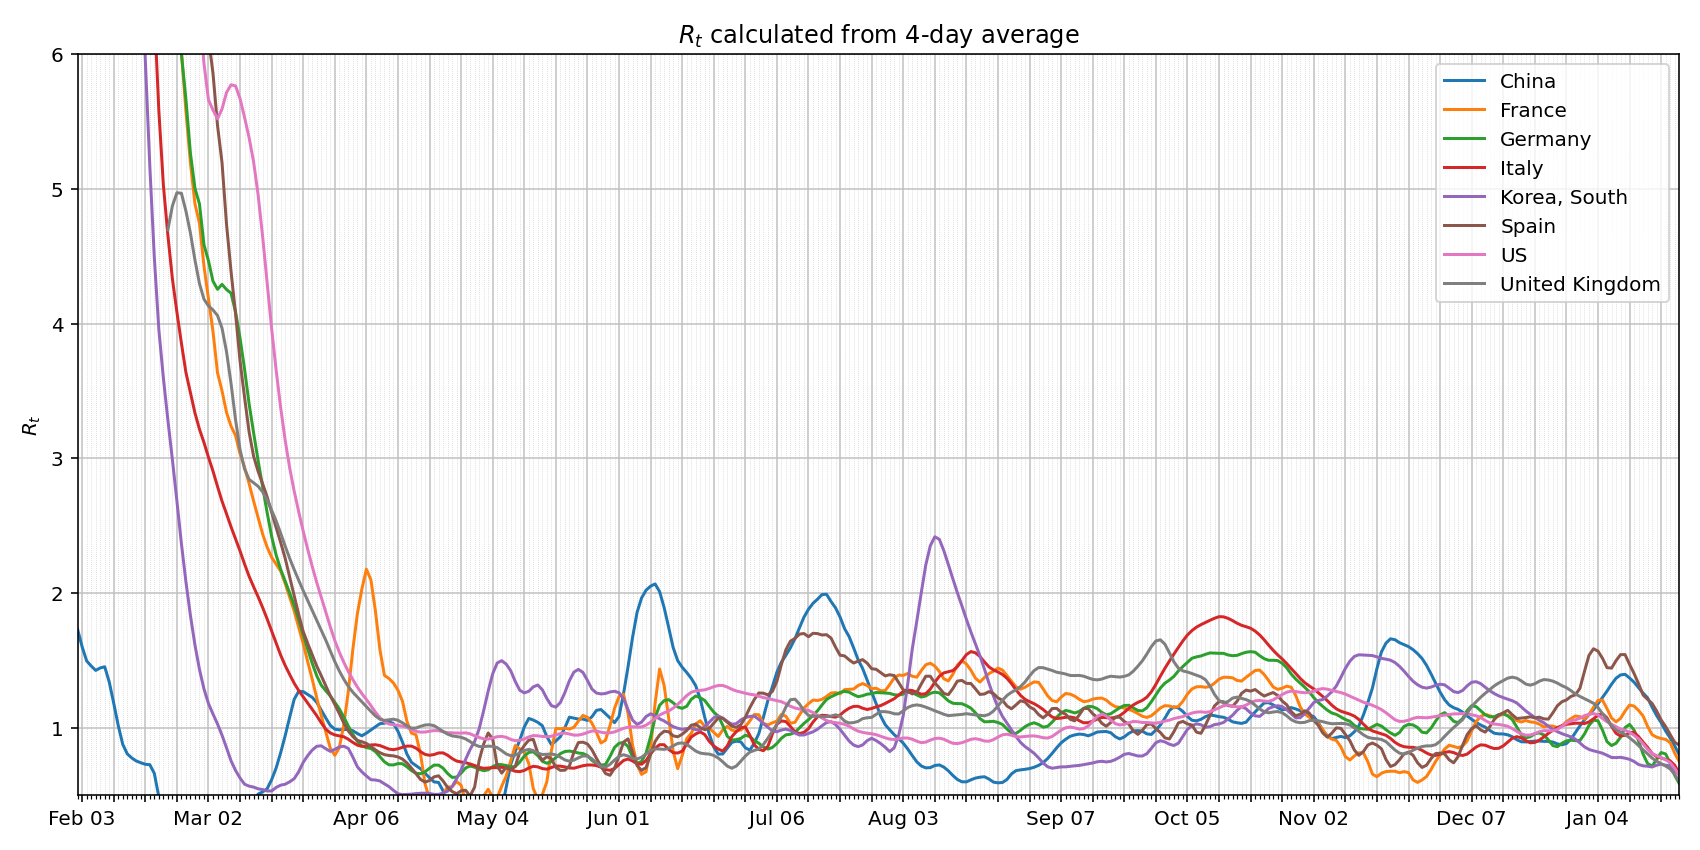 R_t calculated from 4-day average
6
5
4
3
2
1
R_t
China
France
Germany
Italy
Korea, South
Spain
US
United Kingdom
Feb 03 Mar 02 Apr 06 May 04 Jun 01 Jul 06 Aug 03 Sep 07 Oct 05 Nov 02 Dec 07 Jan 04